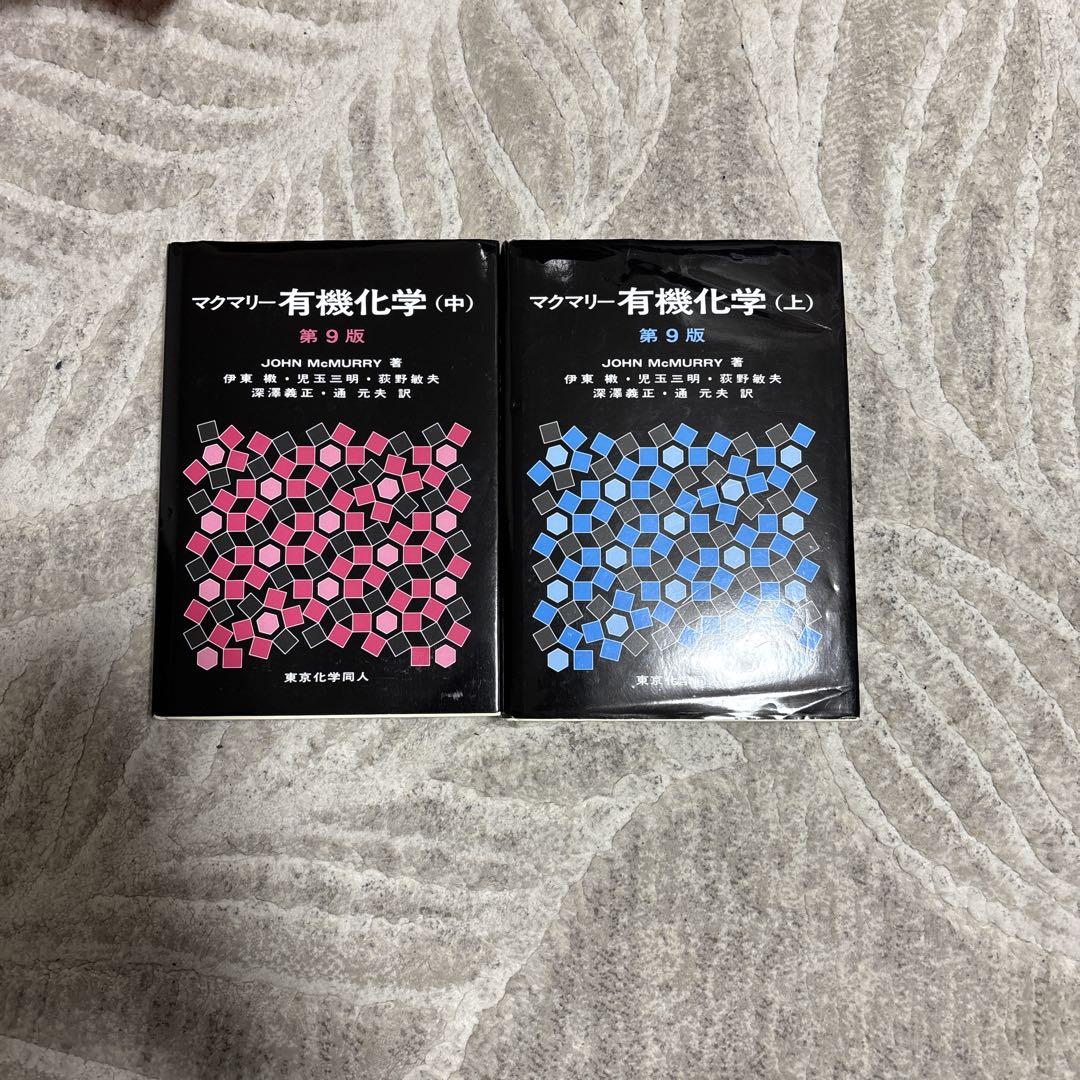 マクマリー有機化学(中)
第9版
JOHN McMURRY 著
伊東 橄・児玉三明・荻野敏夫
深澤義正・通 元夫 訳
東京化学同人
マクマリー有機化学(上)
第9版
JOHN McMURRY 著
伊東 橄・児玉三明・荻野敏夫
深澤義正・通 元夫 訳
東京化